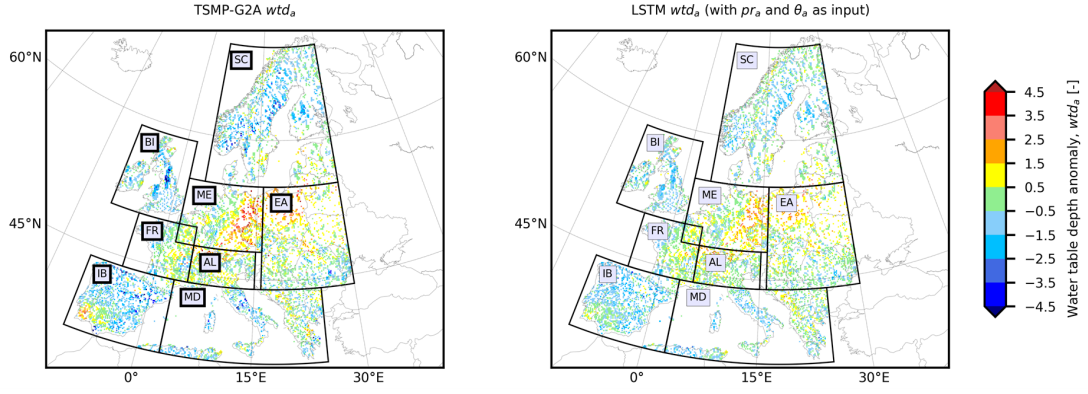 TSMP-G2A wtdₐ
LSTM wtdₐ (with prₐ and θₐ as input)
60°N
45°N
SC
BI
ME
EA
FR
AL
IB
MD
0°
15°E
30°E
SC
BI
ME
EA
FR
AL
IB
MD
0°
15°E
30°E
4.5
3.5
2.5
1.5
0.5
−0.5
−1.5
−2.5
−3.5
−4.5
Water table depth anomaly, wtdₐ [-]